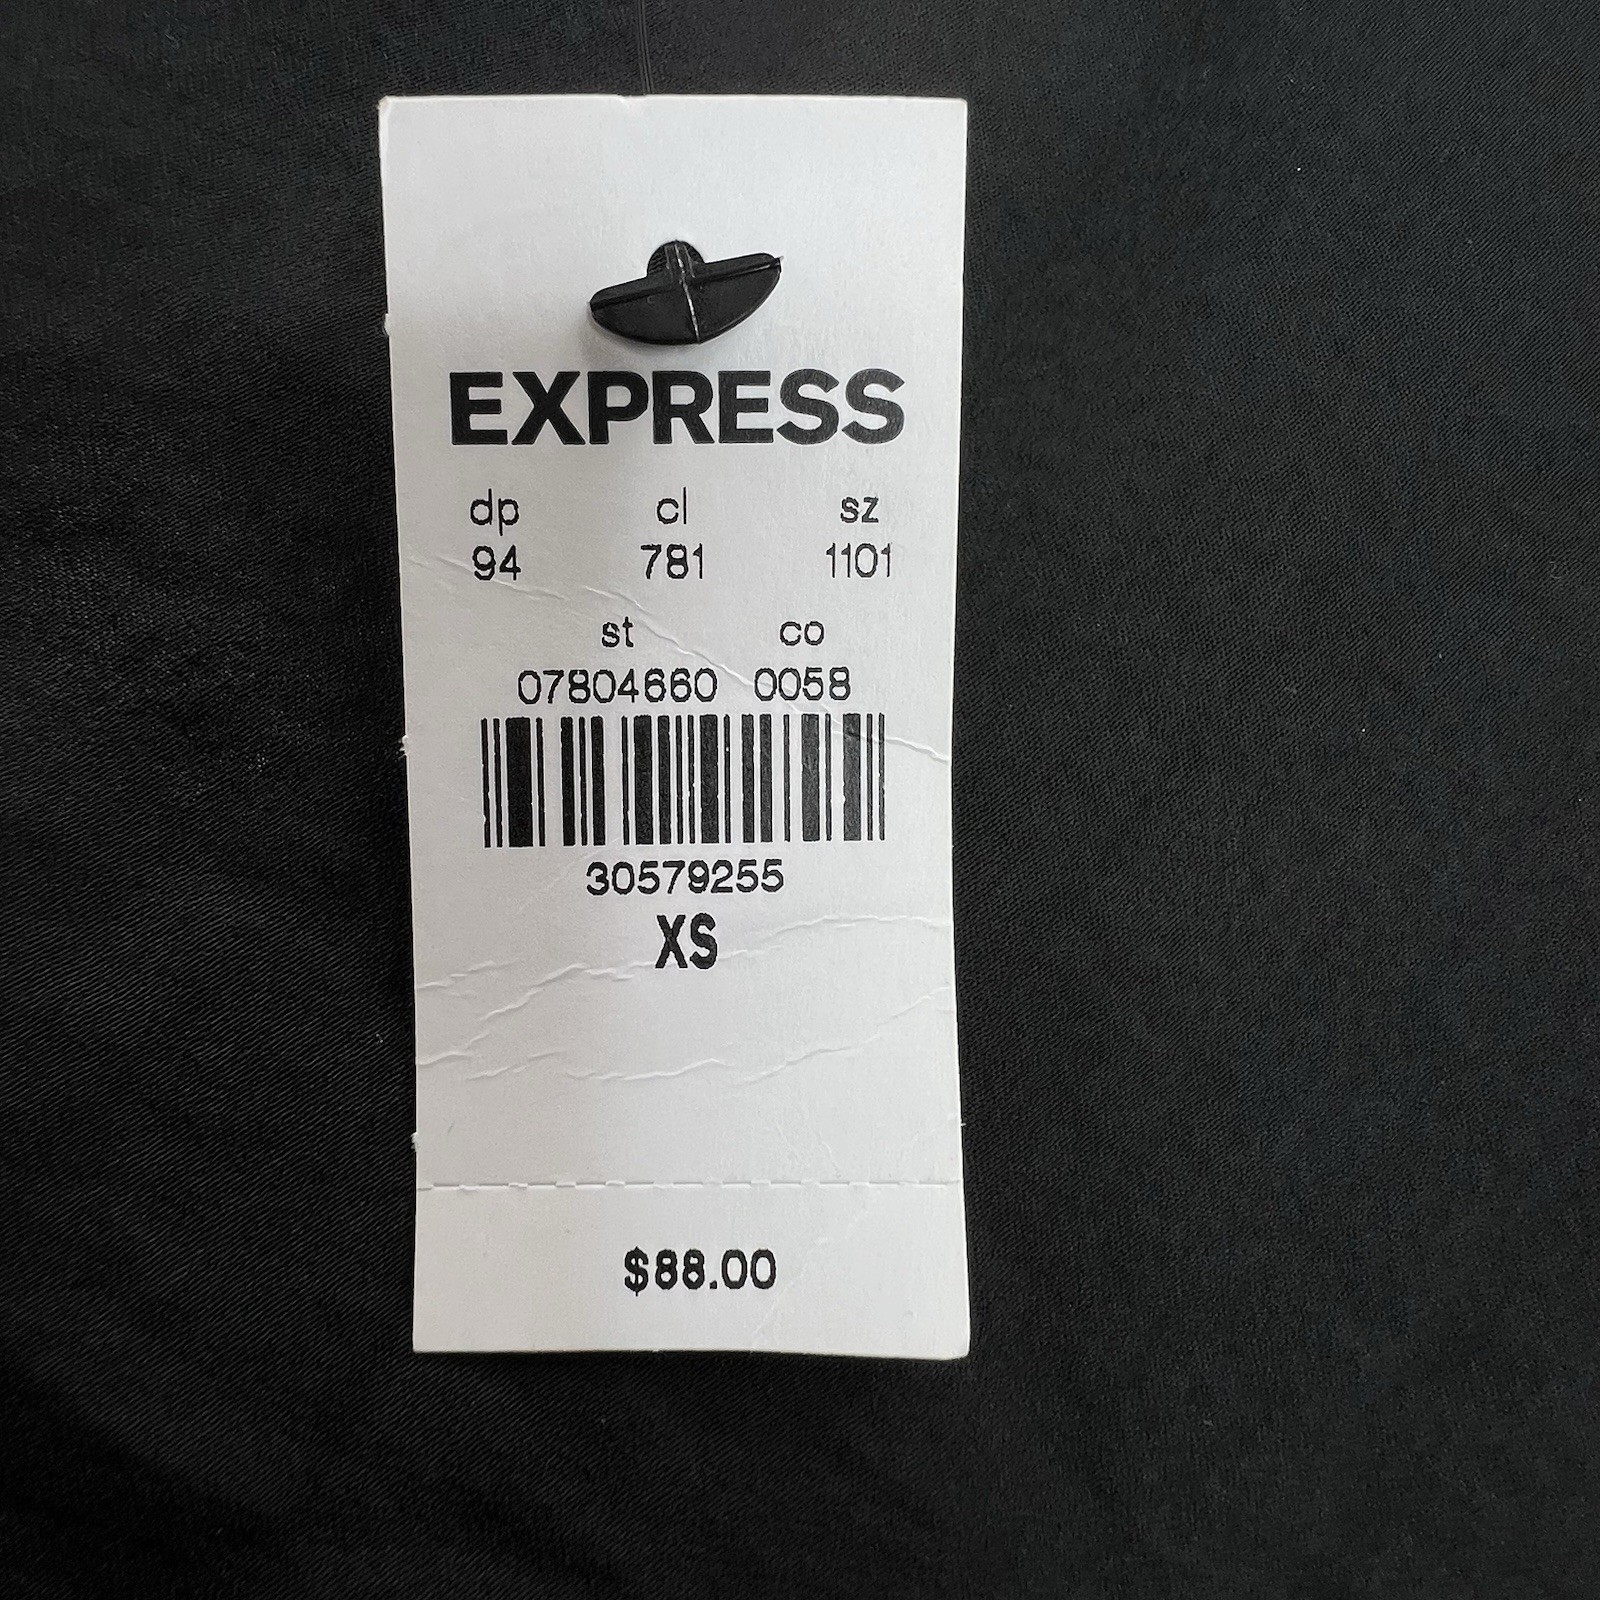 EXPRESS
dp cl sz
94 781 1101
st co
07804660 0058
30579255
XS
$88.00